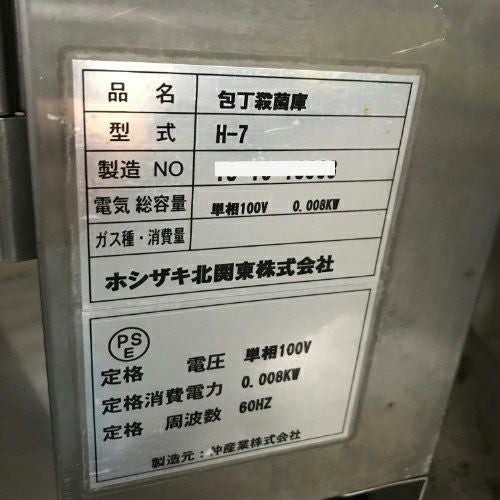 品 名 包丁殺菌庫
型 式 H-7
製造 NO
電気 総容量 単相100V 0.008KW
ガス種・消費量
ホシザキ北関東株式会社
PS
E
定格 電圧 単相100V
定格消費電力 0.008KW
定格 周波数 60HZ
製造元：仲産業株式会社